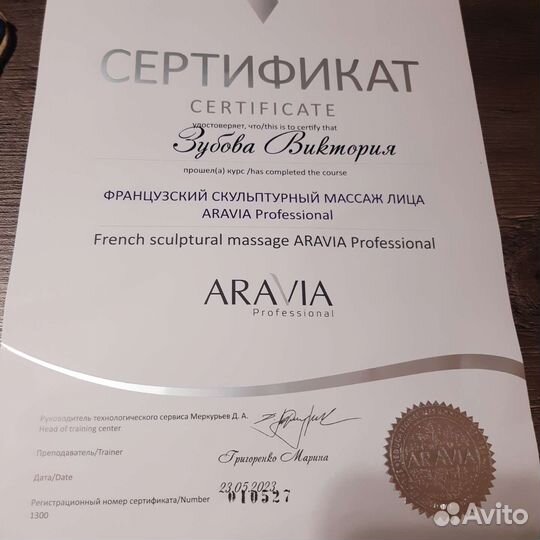 СЕРТИФИКАТ
CERTIFICATE
удостоверяет, что/this is to certify that
Зубова Виктория
прошел(а) курс /has completed the course
ФРАНЦУЗСКИЙ СКУЛЬПТУРНЫЙ МАССАЖ ЛИЦА
ARAVIA Professional
French sculptural massage ARAVIA Professional
ARAVIA
Professional
Руководитель технологического сервиса Меркурьев Д. А.
Head of training center
Преподаватель/Trainer
Григоренко Марина
Дата/Date
23.05.2023
Регистрационный номер сертификата/Number
010527
1300
ARAVIA
Avito